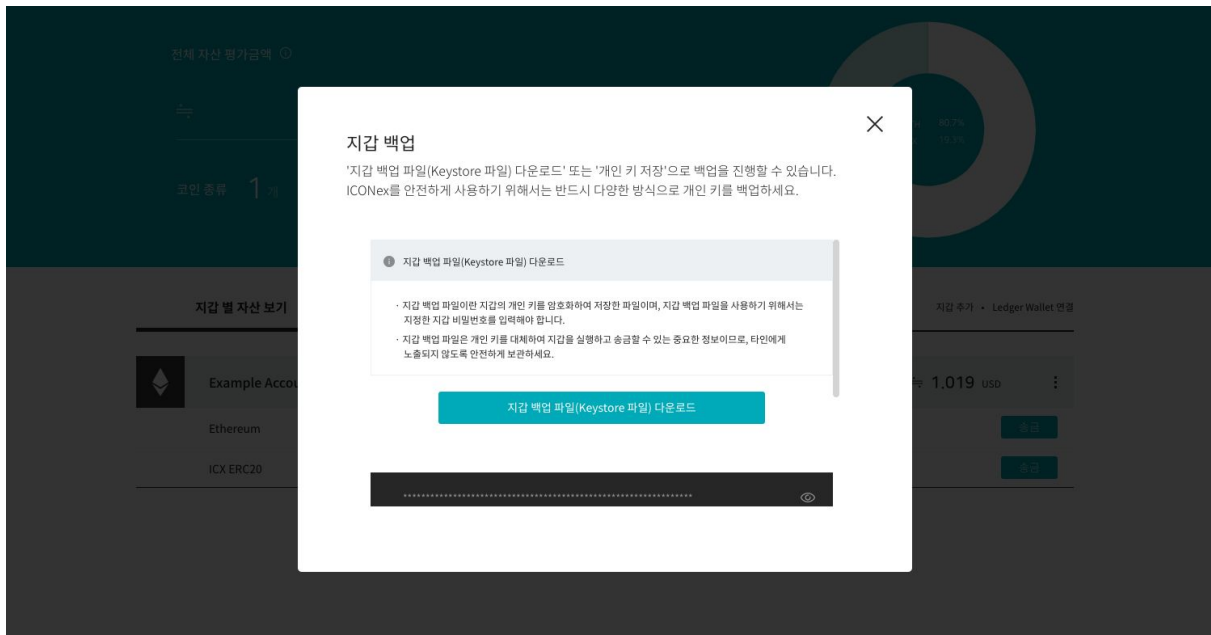 전체 자산 평가금액
80.7%
19.3%
코인 종류 1 개
지갑 백업
'지갑 백업 파일(Keystore 파일) 다운로드' 또는 '개인 키 저장'으로 백업을 진행할 수 있습니다.
ICONex를 안전하게 사용하기 위해서는 반드시 다양한 방식으로 개인 키를 백업하세요.
지갑 백업 파일(Keystore 파일) 다운로드
· 지갑 백업 파일이란 지갑의 개인 키를 암호화하여 저장한 파일이며, 지갑 백업 파일을 사용하기 위해서는
지정한 지갑 비밀번호를 입력해야 합니다.
· 지갑 백업 파일은 개인 키를 대체하여 지갑을 실행하고 송금할 수 있는 중요한 정보이므로, 타인에게
노출되지 않도록 안전하게 보관하세요.
지갑 백업 파일(Keystore 파일) 다운로드
지갑 별 자산 보기
지갑 추가 • Ledger Wallet 연결
Example Accou
1,019 USD
Ethereum
송금
ICX ERC20
송금